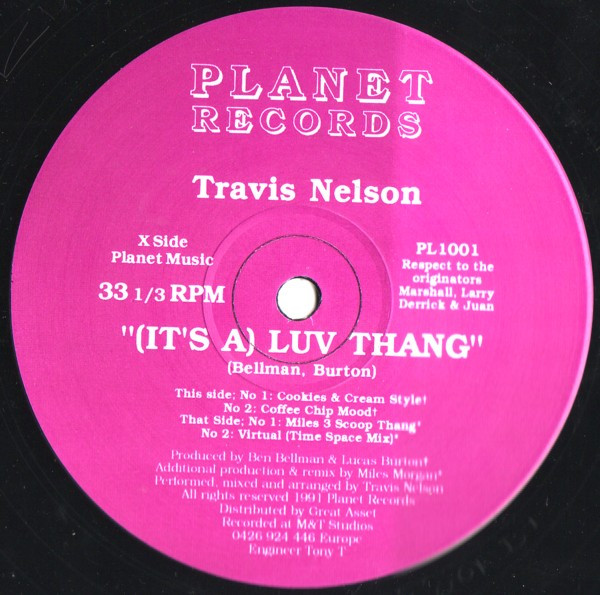 PLANET
RECORDS
Travis Nelson
X Side
Planet Music
33 1/3 RPM
PL1001
Respect to the
originators
Marshall, Larry
Derrick & Juan
"(IT'S A) LUV THANG"
(Bellman, Burton)
This side; No 1: Cookies & Cream Style†
No 2: Coffee Chip Mood†
That Side; No 1: Miles 3 Scoop Thang*
No 2: Virtual (Time Space Mix)*
Produced by Ben Bellman & Lucas Burton†
Additional production & remix by Miles Morgan*
Performed, mixed and arranged by Travis Nelson
All rights reserved 1991 Planet Records
Distributed by Great Asset
Recorded at M&T Studios
0426 924 446 Europe
Engineer Tony T